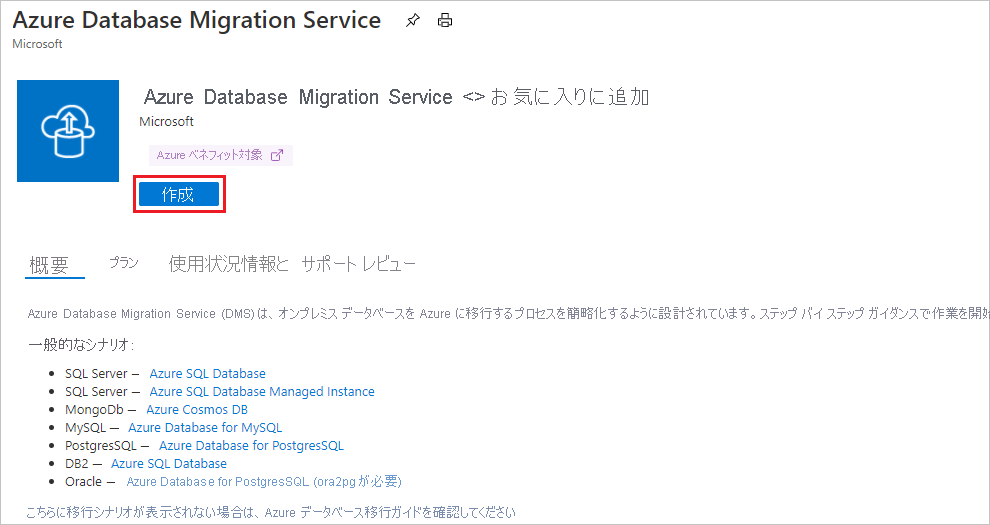 Azure Database Migration Service
Microsoft
Azure Database Migration Service <> お気に入りに追加
Microsoft
Azure ベネフィット対象
作成
概要 プラン 使用状況情報と サポート レビュー
Azure Database Migration Service (DMS)は、オンプレミス データベースを Azure に移行するプロセスを簡略化するように設計されています。ステップ バイ ステップ ガイダンスで作業を開始
一般的なシナリオ:
• SQL Server — Azure SQL Database
• SQL Server — Azure SQL Database Managed Instance
• MongoDb — Azure Cosmos DB
• MySQL — Azure Database for MySQL
• PostgresSQL — Azure Database for PostgresSQL
• DB2 — Azure SQL Database
• Oracle — Azure Database for PostgresSQL (ora2pg が必要)
こちらに移行シナリオが表示されない場合は、Azure データベース移行ガイドを確認してください